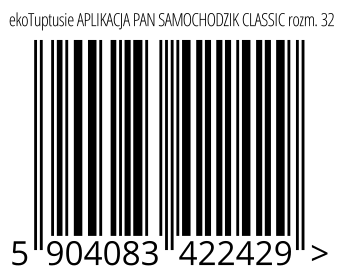 ekoTuptusie APLIKACJA PAN SAMOCHODZIK CLASSIC rozm. 32
5 904083 422429 >